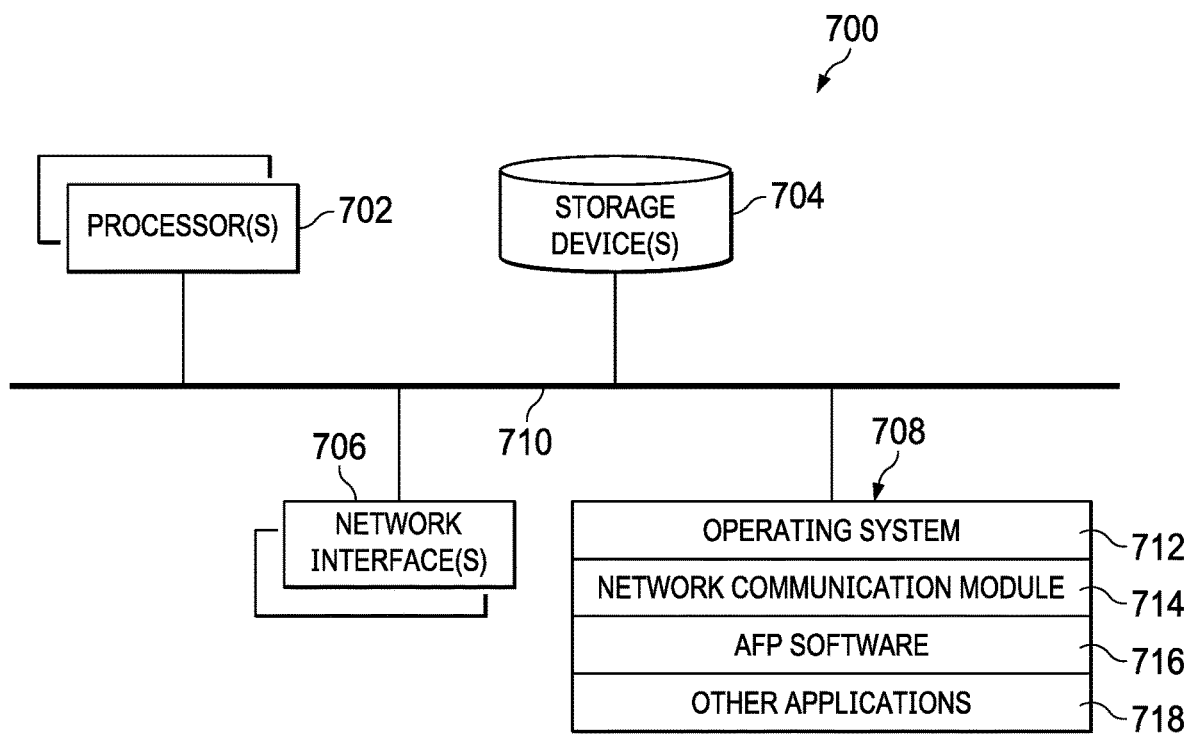 700
PROCESSOR(S)
702
STORAGE
DEVICE(S)
704
710
706
NETWORK
INTERFACE(S)
708
OPERATING SYSTEM
712
NETWORK COMMUNICATION MODULE
714
AFP SOFTWARE
716
OTHER APPLICATIONS
718